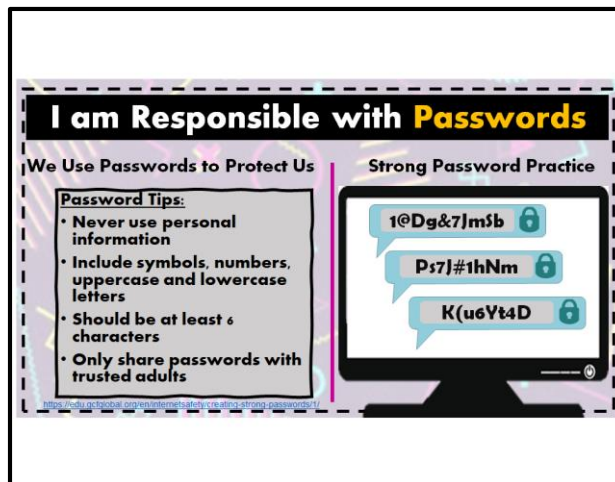 I am Responsible with Passwords
We Use Passwords to Protect Us
Password Tips:
• Never use personal
information
• Include symbols, numbers,
uppercase and lowercase
letters
• Should be at least 6
characters
• Only share passwords with
trusted adults
https://edu.gcfglobal.org/en/internetsafety/creating-strong-passwords/1/
Strong Password Practice
1@Dg&7JmSb
Ps7J#1hNm
K(u6Yt4D